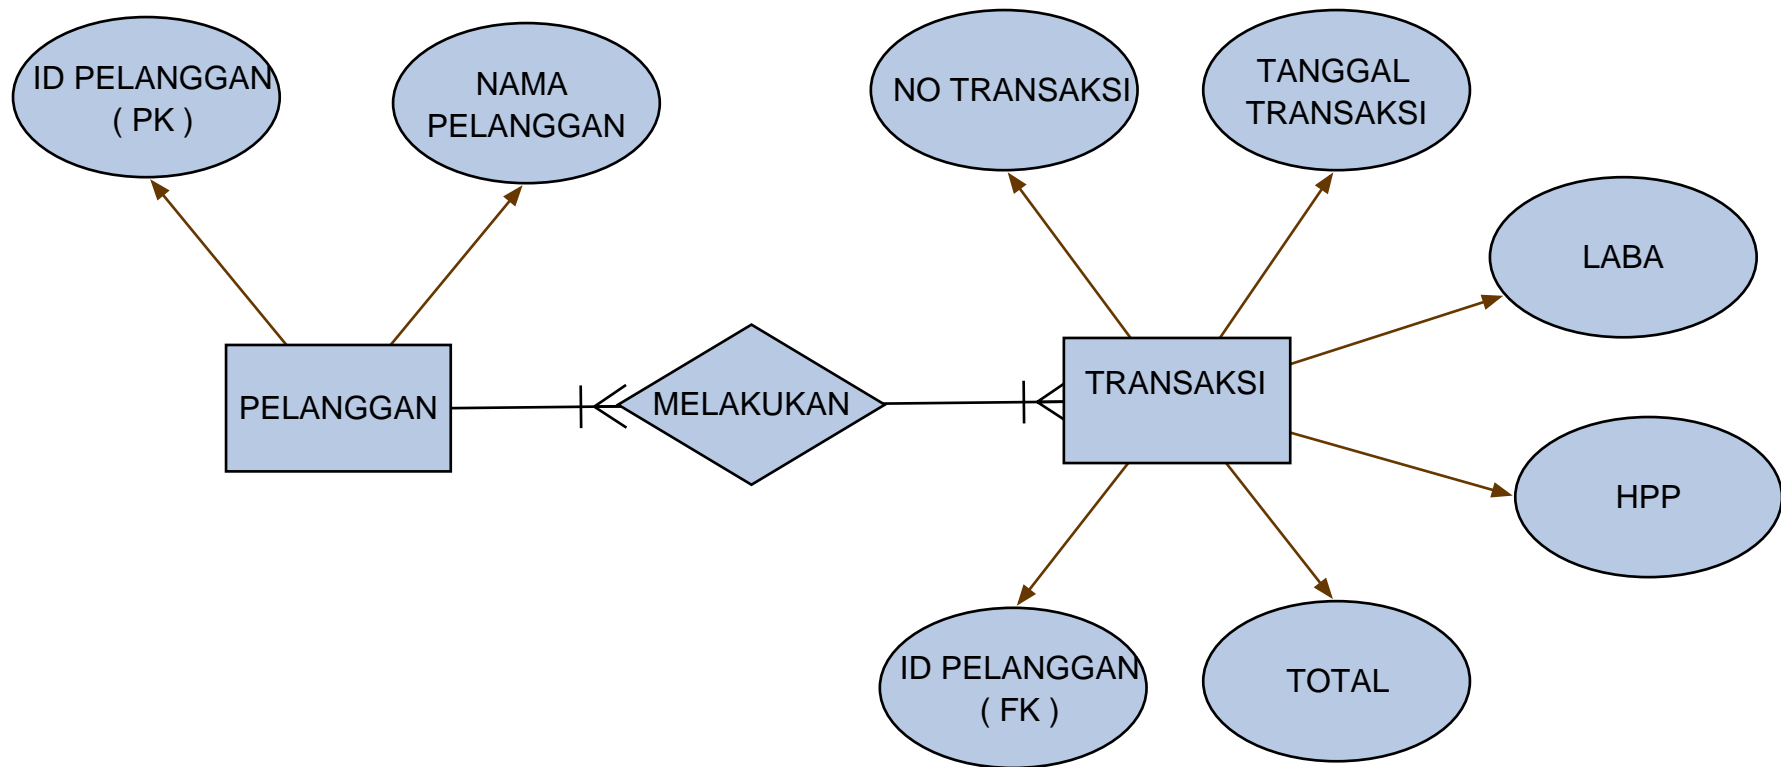 ID PELANGGAN
( PK )
NAMA
PELANGGAN
NO TRANSAKSI
TANGGAL
TRANSAKSI
LABA
PELANGGAN
MELAKUKAN
TRANSAKSI
HPP
ID PELANGGAN
( FK )
TOTAL